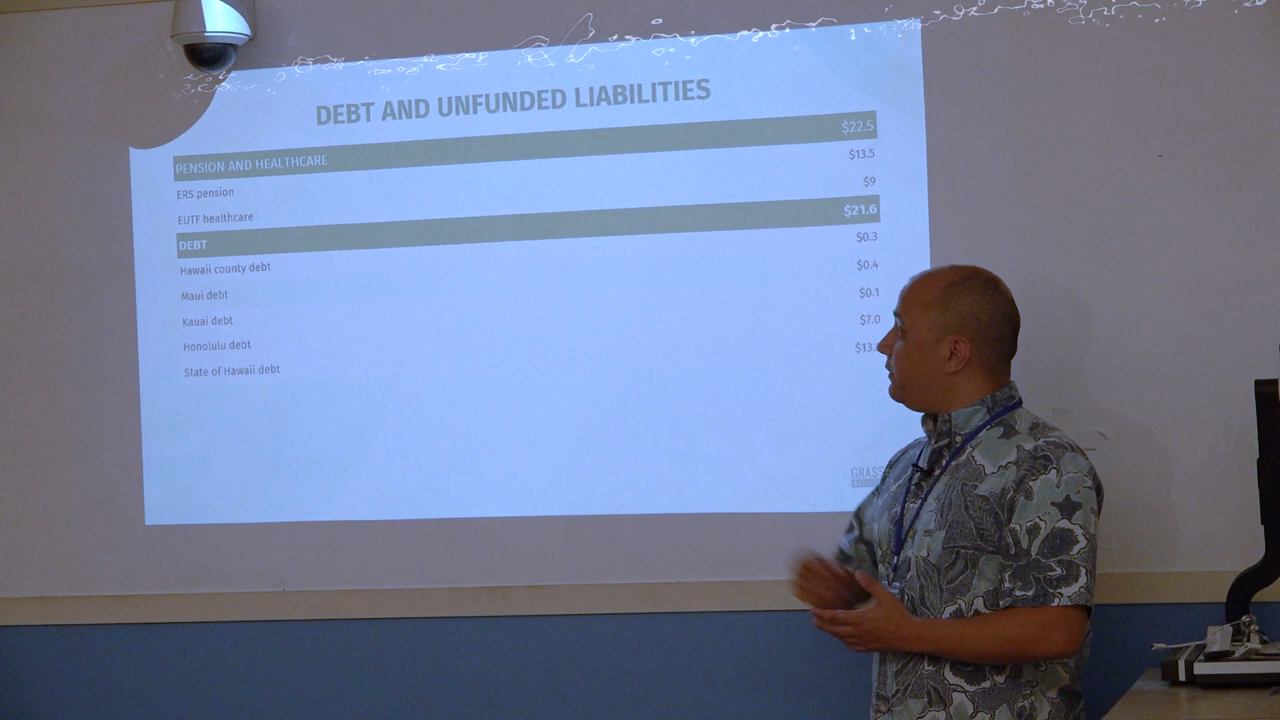 DEBT AND UNFUNDED LIABILITIES
PENSION AND HEALTHCARE $22.5
ERS pension $13.5
EUTF healthcare $9
DEBT $21.6
Hawaii county debt $0.3
Maui debt $0.4
Kauai debt $0.1
Honolulu debt $7.0
State of Hawaii debt $13.
GRASS